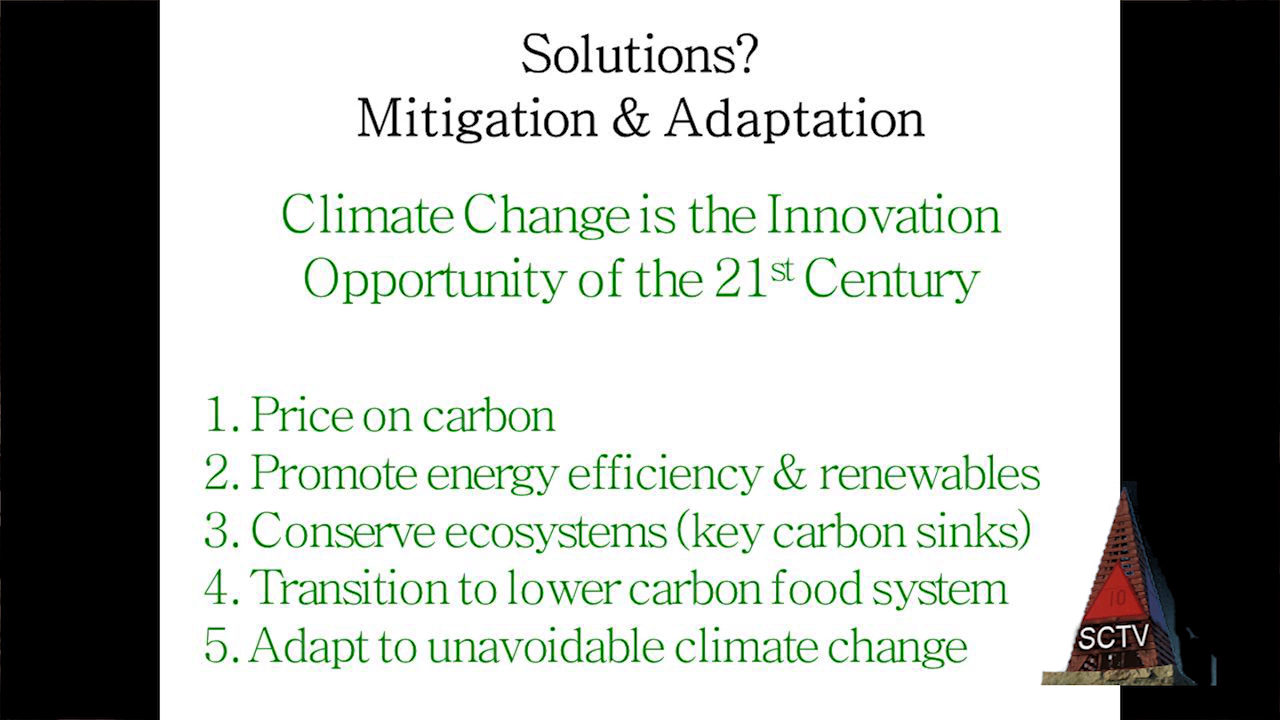 Solutions?
Mitigation & Adaptation
Climate Change is the Innovation
Opportunity of the 21st Century
1. Price on carbon
2. Promote energy efficiency & renewables
3. Conserve ecosystems (key carbon sinks)
4. Transition to lower carbon food system
5. Adapt to unavoidable climate change
10
SCTV